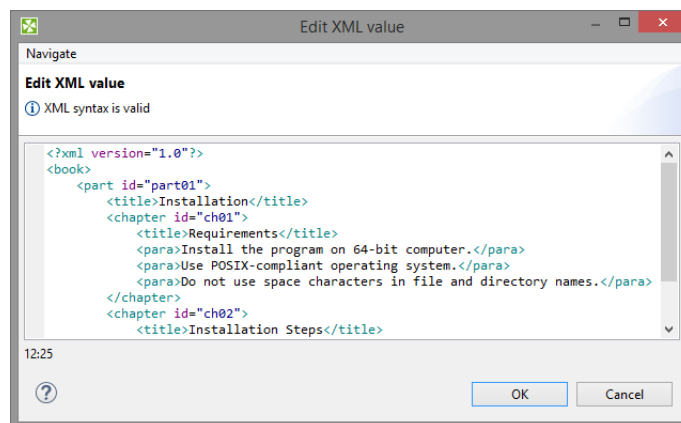 Edit XML value
Navigate
Edit XML value
XML syntax is valid
<?xml version="1.0"?>
<book>
<part id="part01">
<title>Installation</title>
<chapter id="ch01">
<title>Requirements</title>
<para>Install the program on 64-bit computer.</para>
<para>Use POSIX-compliant operating system.</para>
<para>Do not use space characters in file and directory names.</para>
</chapter>
<chapter id="ch02">
<title>Installation Steps</title>
12:25
OK Cancel